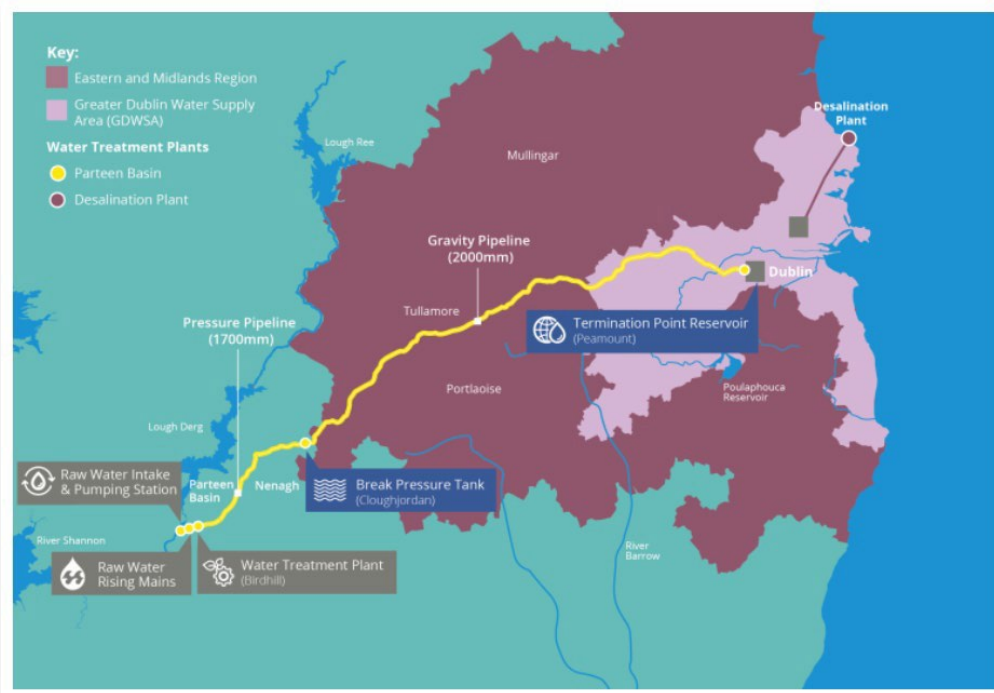 Key:
Eastern and Midlands Region
Greater Dublin Water Supply
Area (GDWSA)
Water Treatment Plants
Parteen Basin
Desalination Plant
Lough Ree
Mullingar
Desalination
Plant
Gravity Pipeline
(2000mm)
Dublin
Tullamore
Pressure Pipeline
(1700mm)
Termination Point Reservoir
(Peamount)
Portlaoise
Poulaphouca
Reservoir
Lough Derg
Raw Water Intake
& Pumping Station
Parteen
Basin
Nenagh
Break Pressure Tank
(Cloughjordan)
River Shannon
Raw Water
Rising Mains
Water Treatment Plant
(Birdhill)
River
Barrow